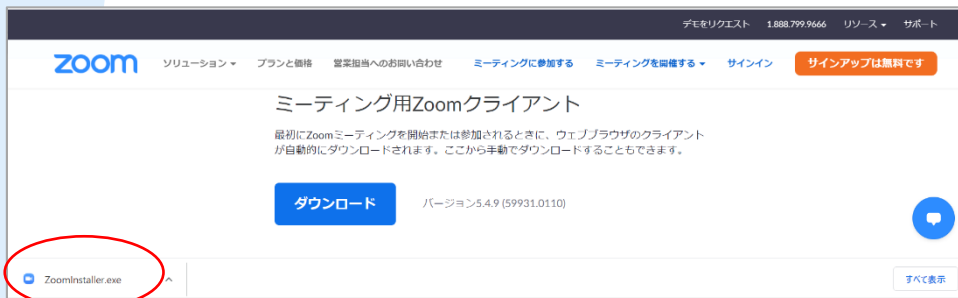 デモをリクエスト 1.888.799.9666 リソース サポート
zoom ソリューション プランと価格 営業担当へのお問い合わせ ミーティングに参加する ミーティングを開催する サインイン サインアップは無料です
ミーティング用Zoomクライアント
最初にZoomミーティングを開始または参加されるときに、ウェブブラウザのクライアント
が自動的にダウンロードされます。ここから手動でダウンロードすることもできます。
ダウンロード バージョン5.4.9 (59931.0110)
ZoomInstaller.exe すべて表示